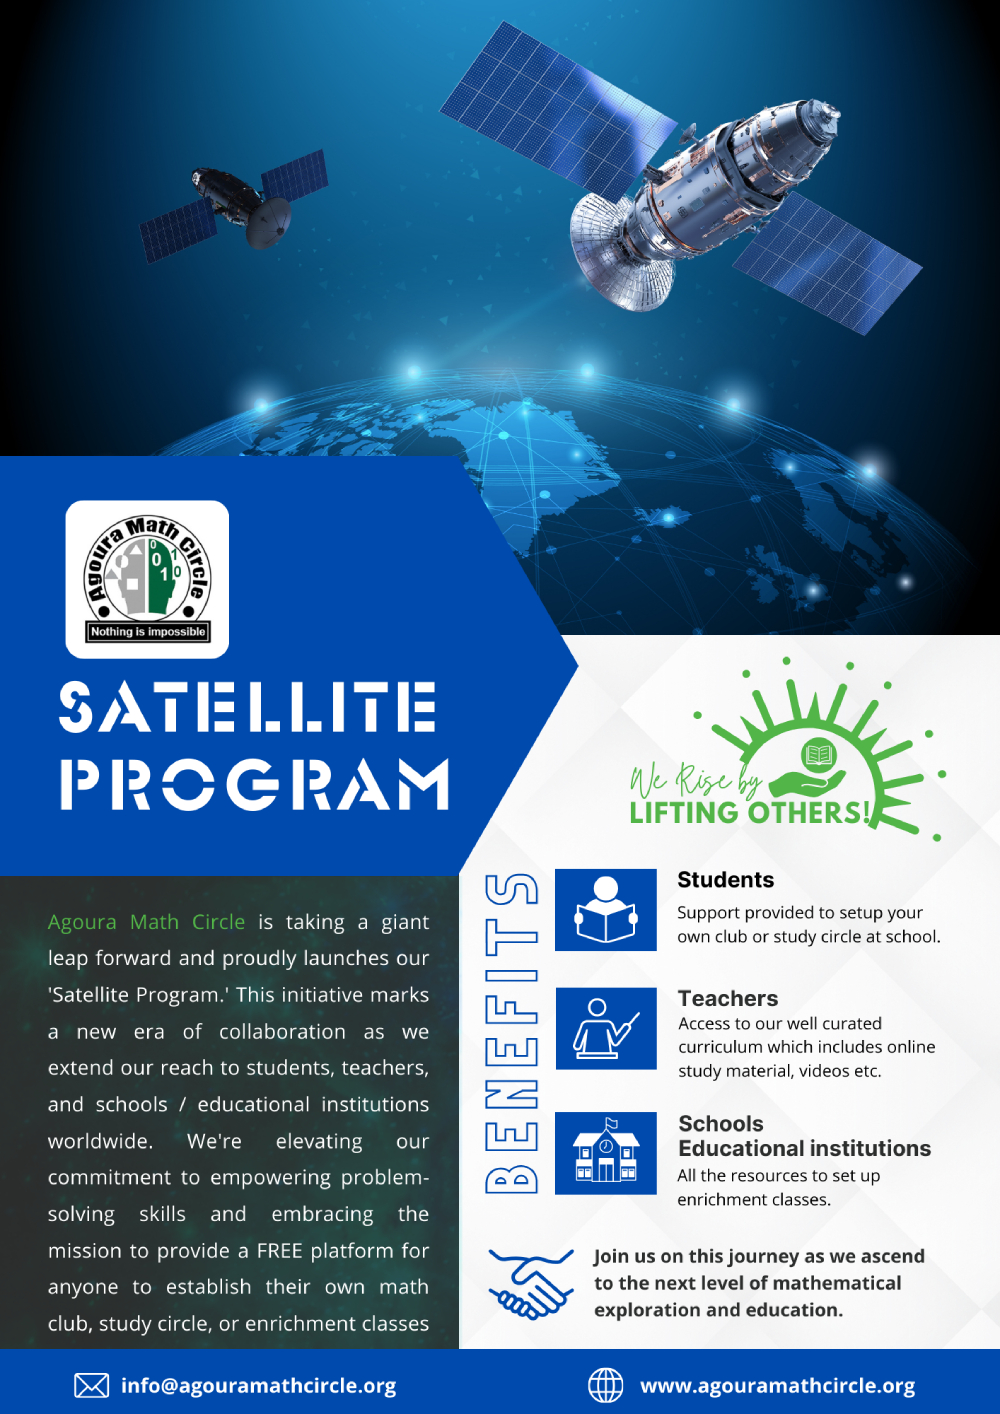 Agoura Math Circle
0 1
0
1 0
Nothing is impossible
SATELLITE
PROGRAM
We Rise by
LIFTING OTHERS!
Agoura Math Circle is taking a giant
leap forward and proudly launches our
'Satellite Program.' This initiative marks
a new era of collaboration as we
extend our reach to students, teachers,
and schools / educational institutions
worldwide. We're elevating our
commitment to empowering problem-
solving skills and embracing the
mission to provide a FREE platform for
anyone to establish their own math
club, study circle, or enrichment classes
BENEFITS
Students
Support provided to setup your
own club or study circle at school.
Teachers
Access to our well curated
curriculum which includes online
study material, videos etc.
Schools
Educational institutions
All the resources to set up
enrichment classes.
Join us on this journey as we ascend
to the next level of mathematical
exploration and education.
info@agouramathcircle.org
www.agouramathcircle.org